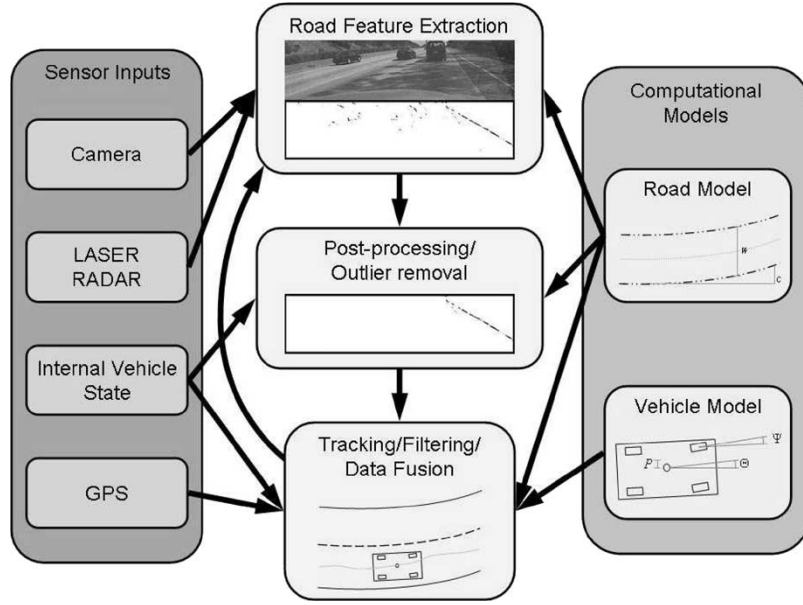 Sensor Inputs
Camera
LASER
RADAR
Internal Vehicle
State
GPS
Road Feature Extraction
Post-processing/
Outlier removal
Tracking/Filtering/
Data Fusion
Computational
Models
Road Model
W
C
Vehicle Model
Ψ
P
Θ